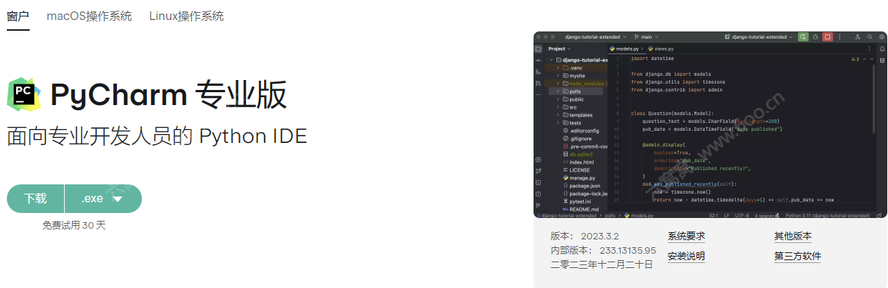 窗户 macOS操作系统 Linux操作系统
PC
PyCharm 专业版
面向专业开发人员的 Python IDE
下载 .exe
免费试用 30 天
django-tutorial-extended main django-tutorial-extended
Project models.py views.py
django-tutorial-extended
.venv
mysite
node_modules
polls
public
src
templates
tests
.editorconfig
.gitignore
.pre-commit-config
db.sqlite3
index.html
LICENSE
manage.py
package.json
package-lock.json
pytest.ini
README.md
import datetime
from django.db import models
from django.utils import timezone
from django.contrib import admin
class Question(models.Model):
question_text = models.CharField(max_length=200)
pub_date = models.DateTimeField("date published")
@admin.display(
boolean=True,
ordering="pub_date",
description="Published recently?",
)
def was_published_recently(self):
now = timezone.now()
return now - datetime.timedelta(days=1) <= self.pub_date <= now
django-tutorial-extended polls models.py 32:1 LF UTF-8 4 spaces Python 3.11 (django-tutorial-extended)
版本： 2023.3.2 系统要求 其他版本
内部版本： 233.13135.95 安装说明 第三方软件
二零二三年十二月二十日